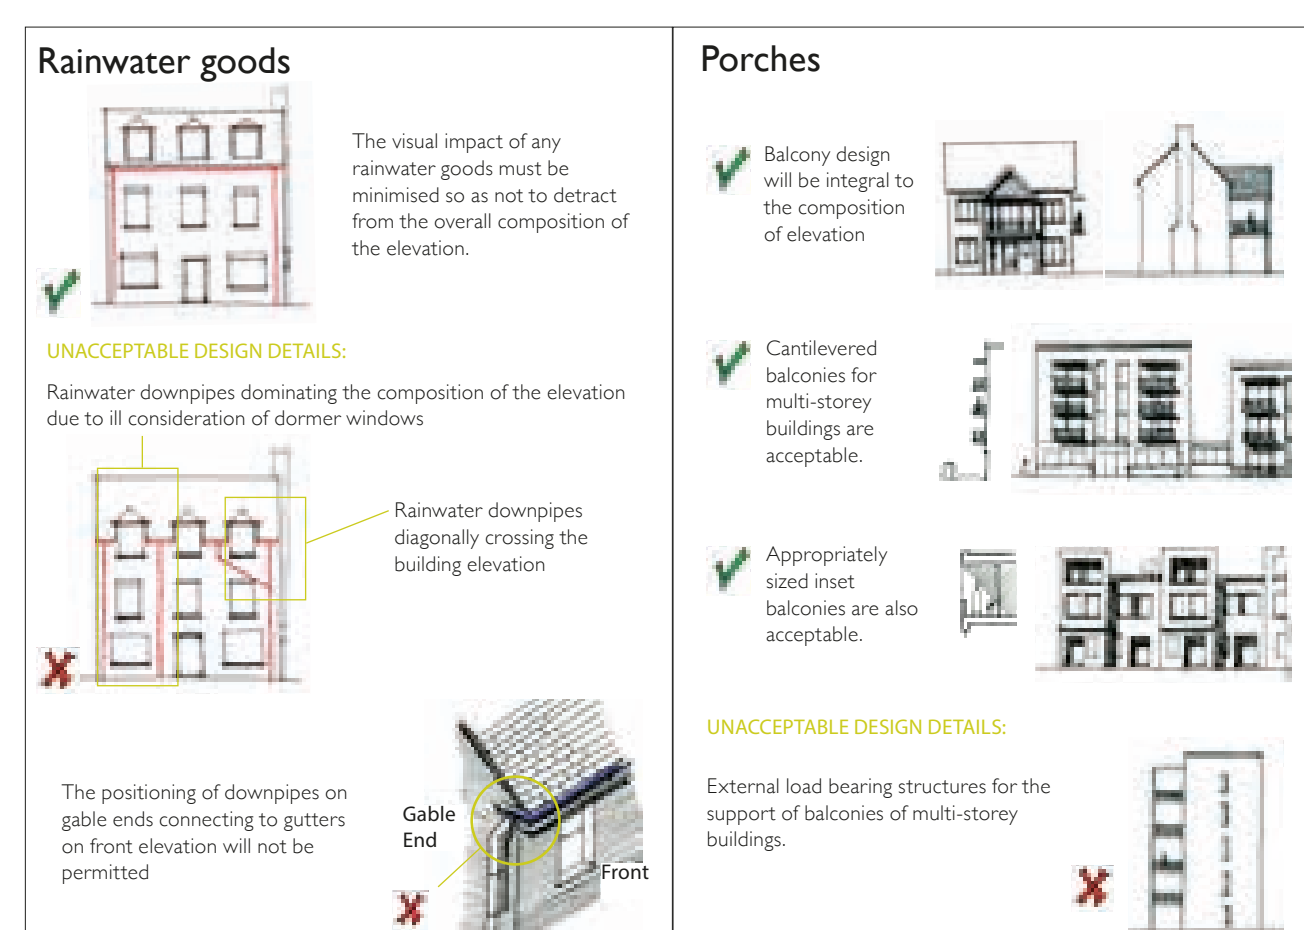 Rainwater goods
The visual impact of any
rainwater goods must be
minimised so as not to detract
from the overall composition of
the elevation.
UNACCEPTABLE DESIGN DETAILS:
Rainwater downpipes dominating the composition of the elevation
due to ill consideration of dormer windows
Rainwater downpipes
diagonally crossing the
building elevation
The positioning of downpipes on
gable ends connecting to gutters
on front elevation will not be
permitted
Gable
End
Front
Porches
Balcony design
will be integral to
the composition
of elevation
Cantilevered
balconies for
multi-storey
buildings are
acceptable.
Appropriately
sized inset
balconies are also
acceptable.
UNACCEPTABLE DESIGN DETAILS:
External load bearing structures for the
support of balconies of multi-storey
buildings.